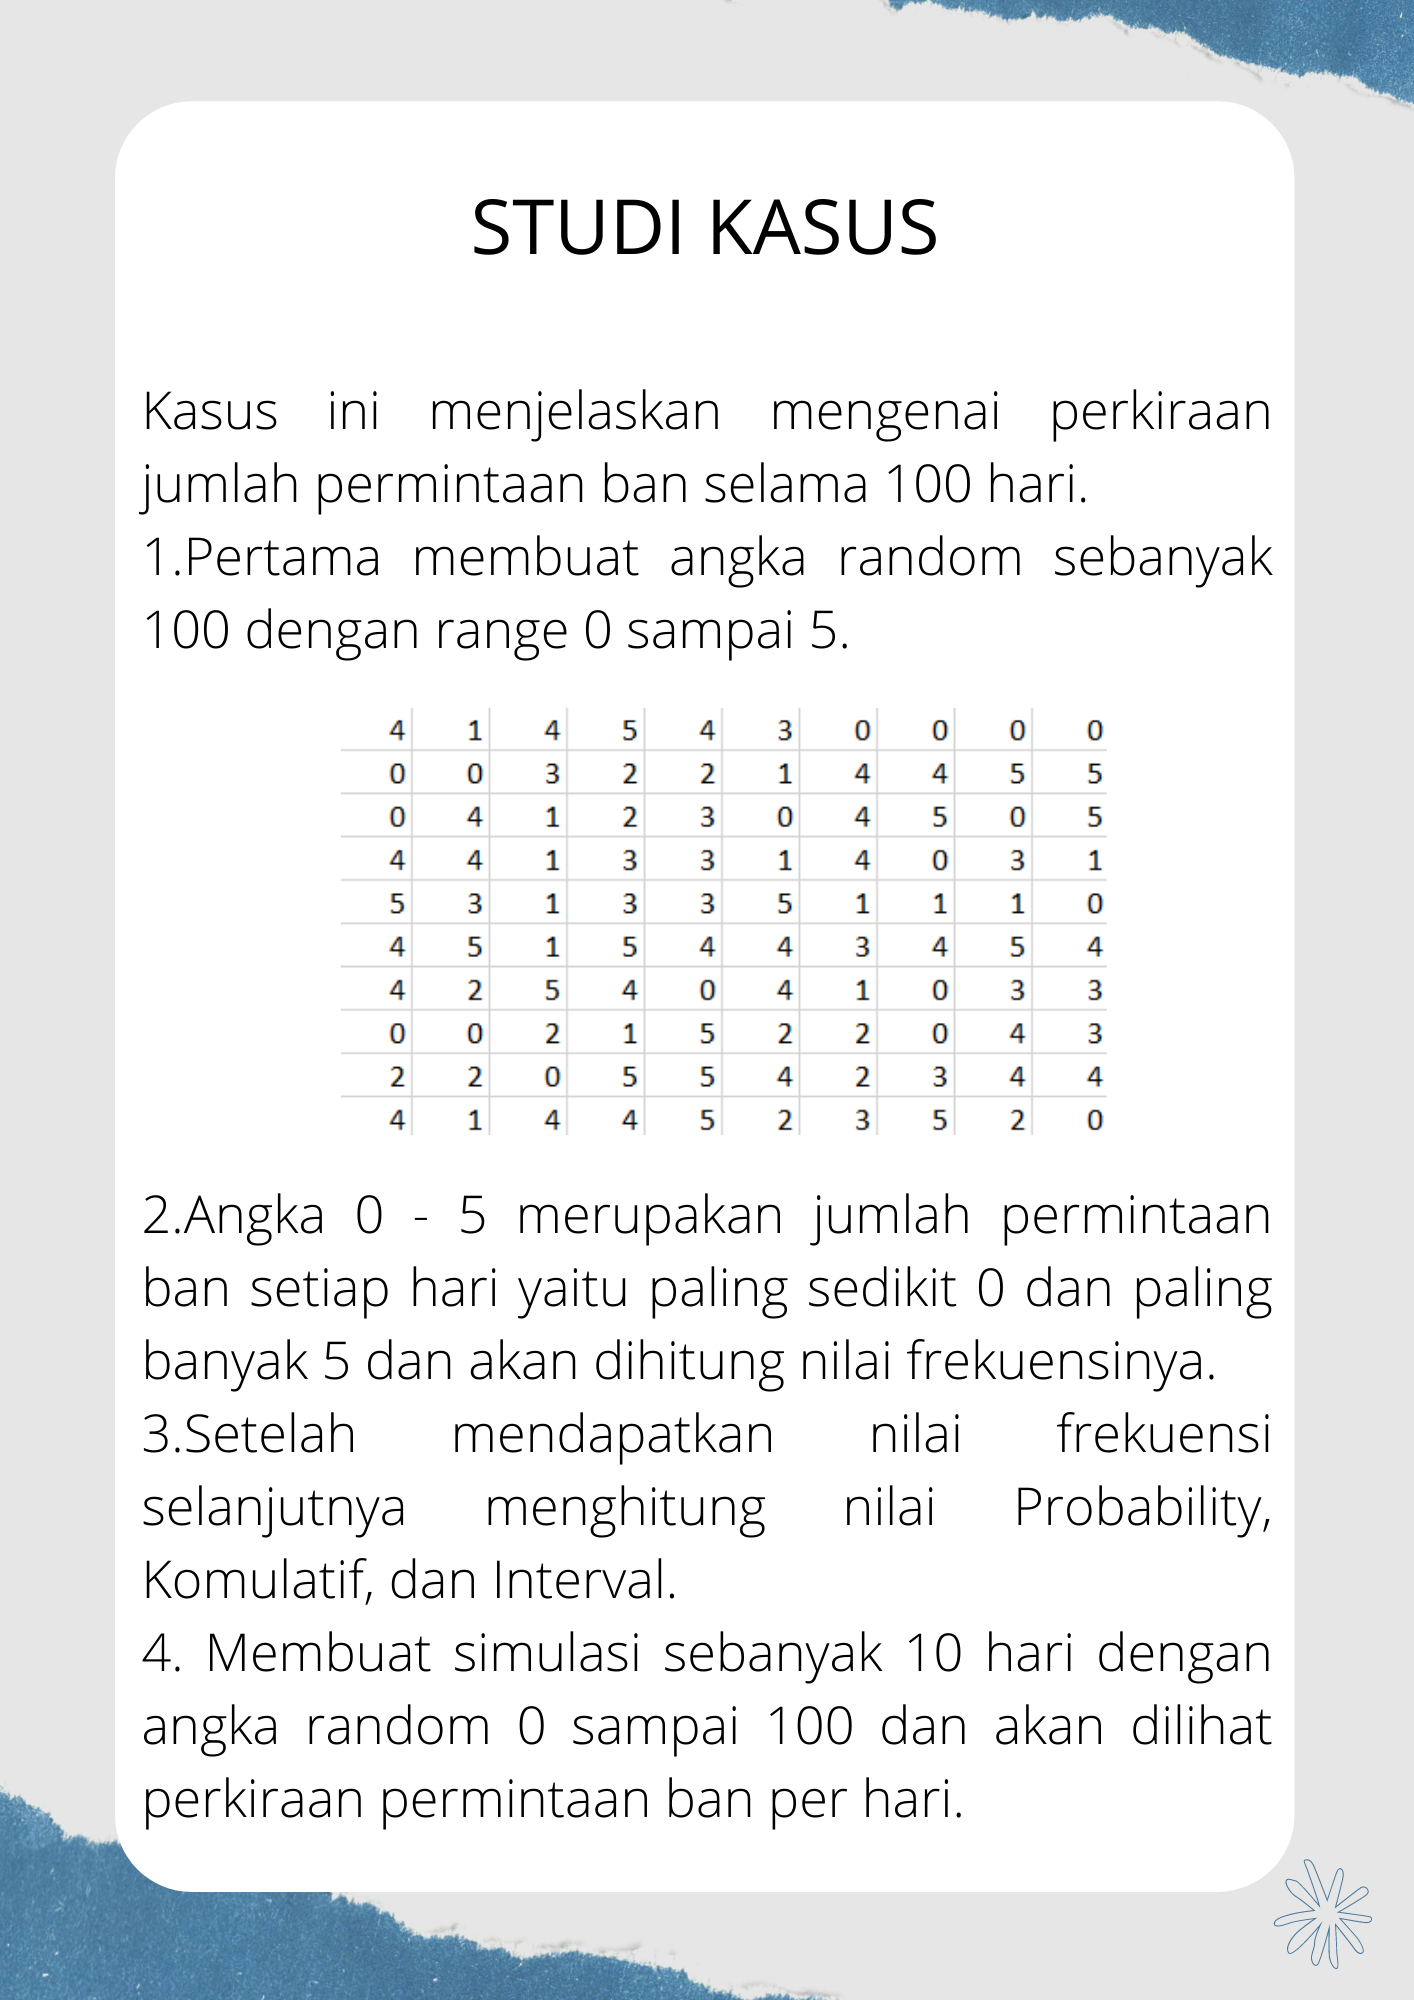 STUDI KASUS
Kasus ini menjelaskan mengenai perkiraan
jumlah permintaan ban selama 100 hari.
1.Pertama membuat angka random sebanyak
100 dengan range 0 sampai 5.
4 1 4 5 4 3 0 0 0 0
0 0 3 2 2 1 4 4 5 5
0 4 1 2 3 0 4 5 0 5
4 4 1 3 3 1 4 0 3 1
5 3 1 3 3 5 1 1 1 0
4 5 1 5 4 4 3 4 5 4
4 2 5 4 0 4 1 0 3 3
0 0 2 1 5 2 2 0 4 3
2 2 0 5 5 4 2 3 4 4
4 1 4 4 5 2 3 5 2 0
2.Angka 0 - 5 merupakan jumlah permintaan
ban setiap hari yaitu paling sedikit 0 dan paling
banyak 5 dan akan dihitung nilai frekuensinya.
3.Setelah mendapatkan nilai frekuensi
selanjutnya menghitung nilai Probability,
Komulatif, dan Interval.
4. Membuat simulasi sebanyak 10 hari dengan
angka random 0 sampai 100 dan akan dilihat
perkiraan permintaan ban per hari.